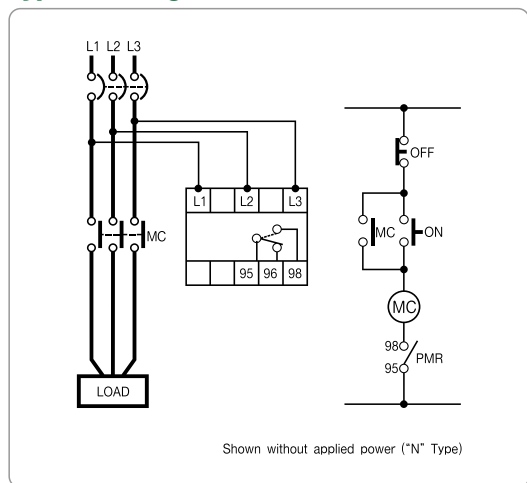 L1 L2 L3
L1 L2 L3
MC
95 96 98
LOAD
OFF
MC ON
MC
98
PMR
95
Shown without applied power ("N" Type)